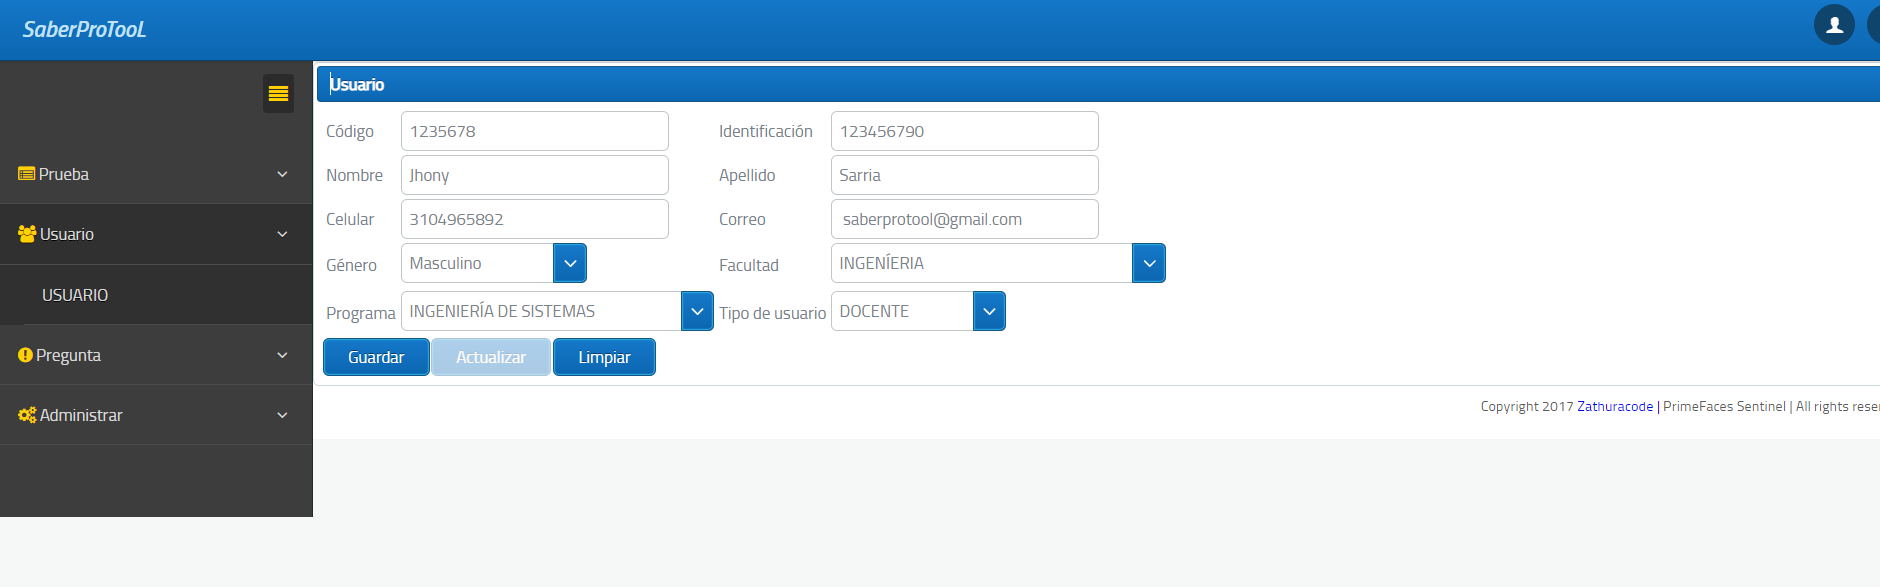 SaberProTooL
Prueba
Usuario
USUARIO
Pregunta
Administrar
Usuario
Código 1235678 Identificación 123456790
Nombre Jhony Apellido Sarria
Celular 3104965892 Correo saberprotool@gmail.com
Género Masculino Facultad INGENÍERIA
Programa INGENIERÍA DE SISTEMAS Tipo de usuario DOCENTE
Guardar Actualizar Limpiar
Copyright 2017 Zathuracode | PrimeFaces Sentinel | All rights